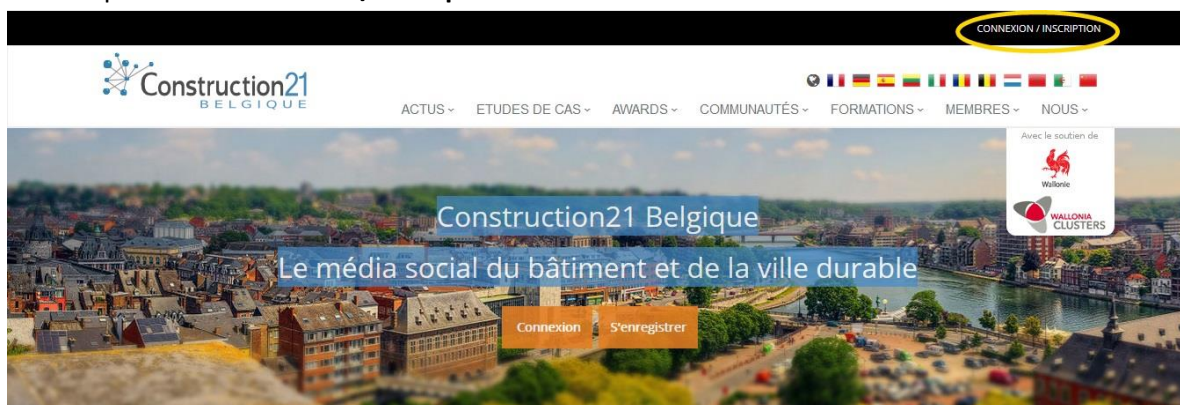 CONNEXION / INSCRIPTION
Construction21
BELGIQUE
ACTUS ETUDES DE CAS AWARDS COMMUNAUTÉS FORMATIONS MEMBRES NOUS
Avec le soutien de
Wallonie
WALLONIA
CLUSTERS
Construction21 Belgique
Le média social du bâtiment et de la ville durable
Connexion S'enregistrer